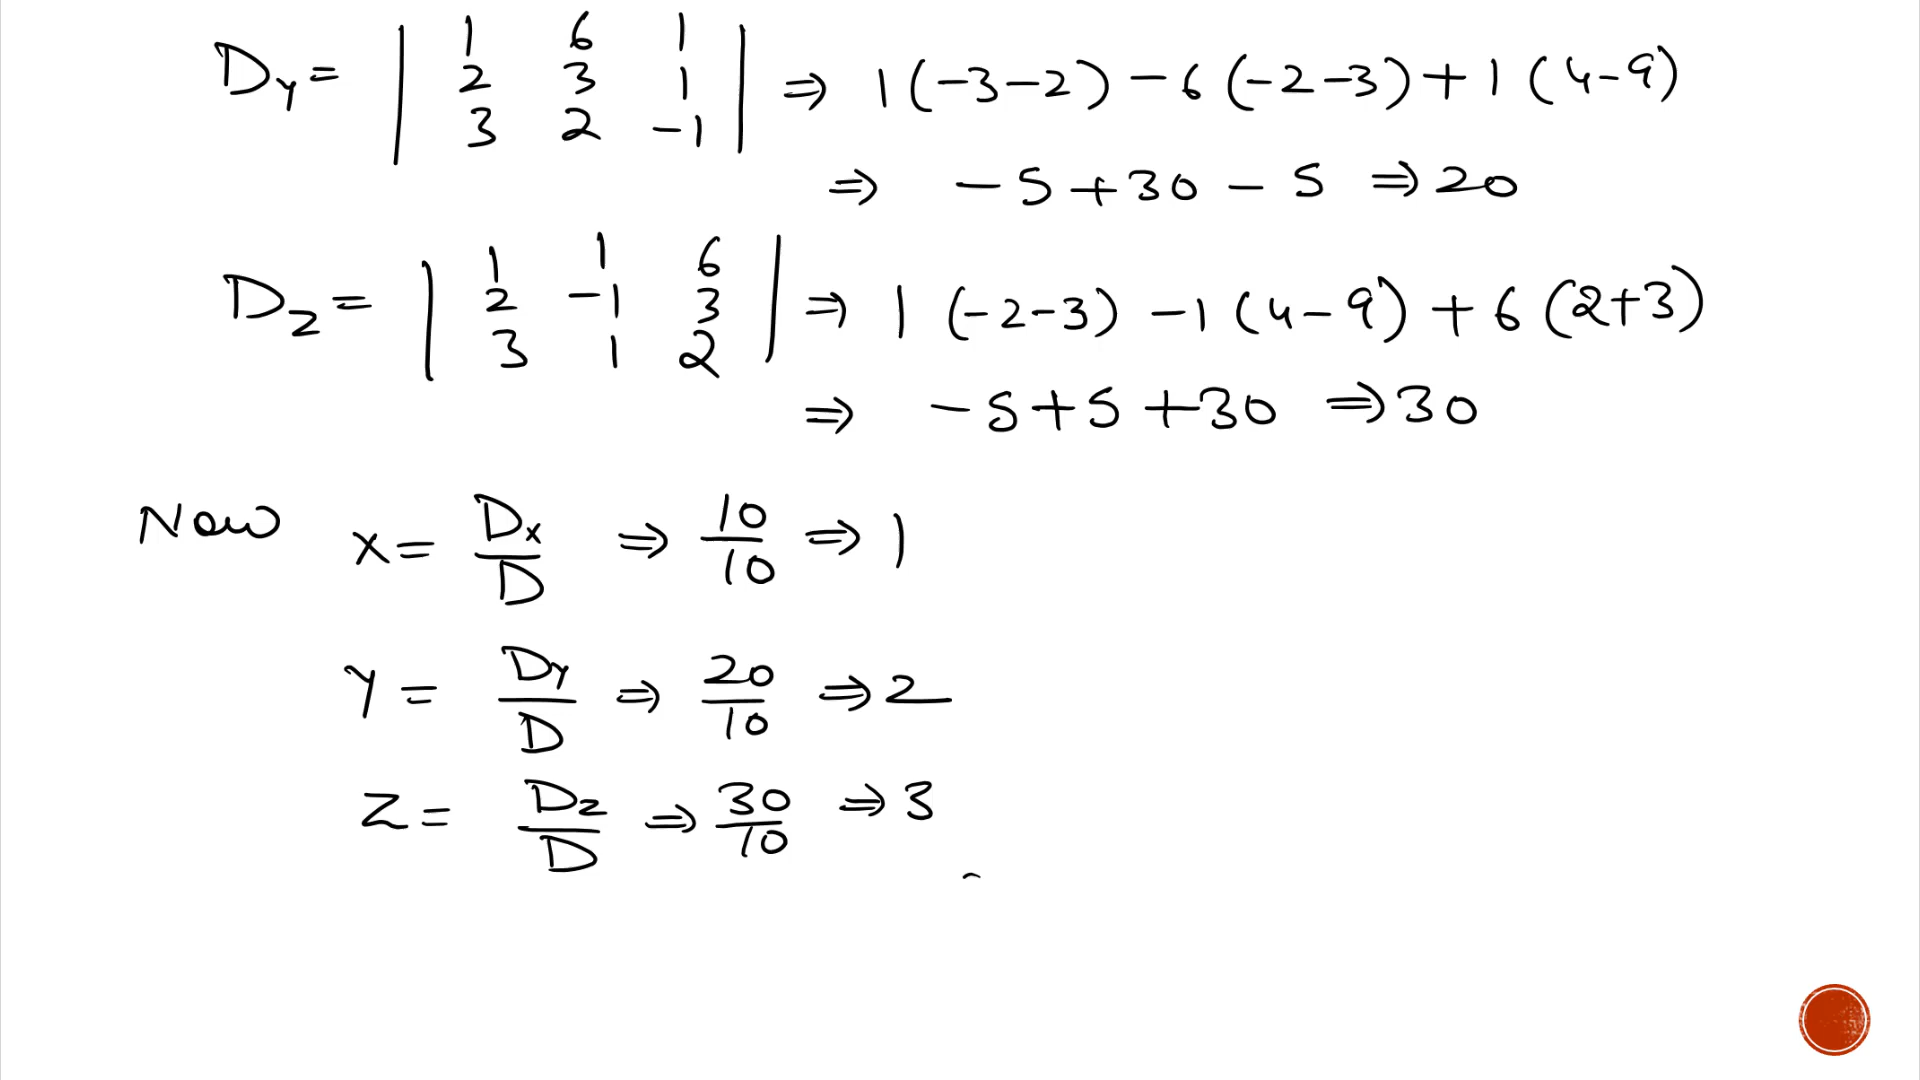 Dy = | 1 6 1 | ⇒ 1(-3-2) -6(-2-3)+1(4-9)
| 2 3 1 |
| 3 2 -1 |
⇒ -5+30-5 ⇒ 20
Dz = | 1 1 6 | ⇒ 1(-2-3) -1(4-9)+6(2+3)
| 2 -1 3 |
| 3 1 2 |
⇒ -5+5+30 ⇒ 30
Now x = Dx/D ⇒ 10/10 ⇒ 1
y = Dy/D ⇒ 20/10 ⇒ 2
z = Dz/D ⇒ 30/10 ⇒ 3